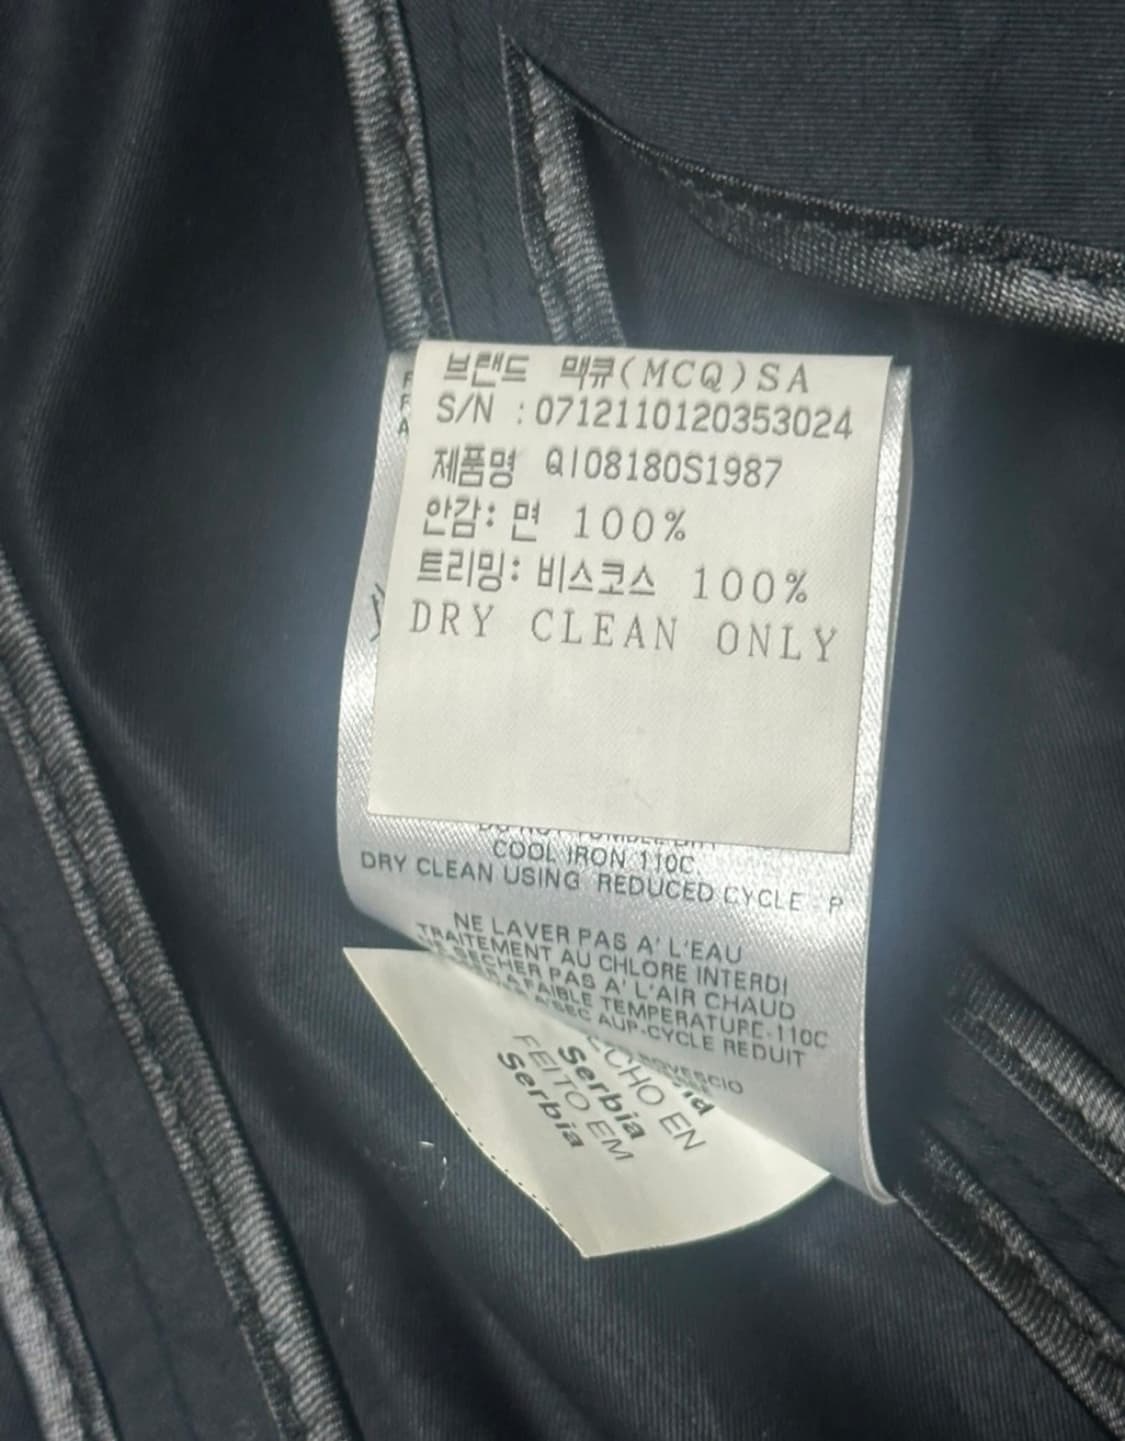 브랜드 맥큐(MCQ)SA
S/N :0712110120353024
제품명 QI08180S1987
안감: 면 100%
트리밍: 비스코스 100%
DRY CLEAN ONLY
COOL IRON 110C
DRY CLEAN USING REDUCED CYCLE : P
NE LAVER PAS A' L'EAU
TRAITEMENT AU CHLORE INTERDI
SECHER PAS A' L'AIR CHAUD
A FAIBLE TEMPERATURE-110C
A'SEC AUP-CYCLE REDUIT
EN
Serbia
FEITO EM
Serbia